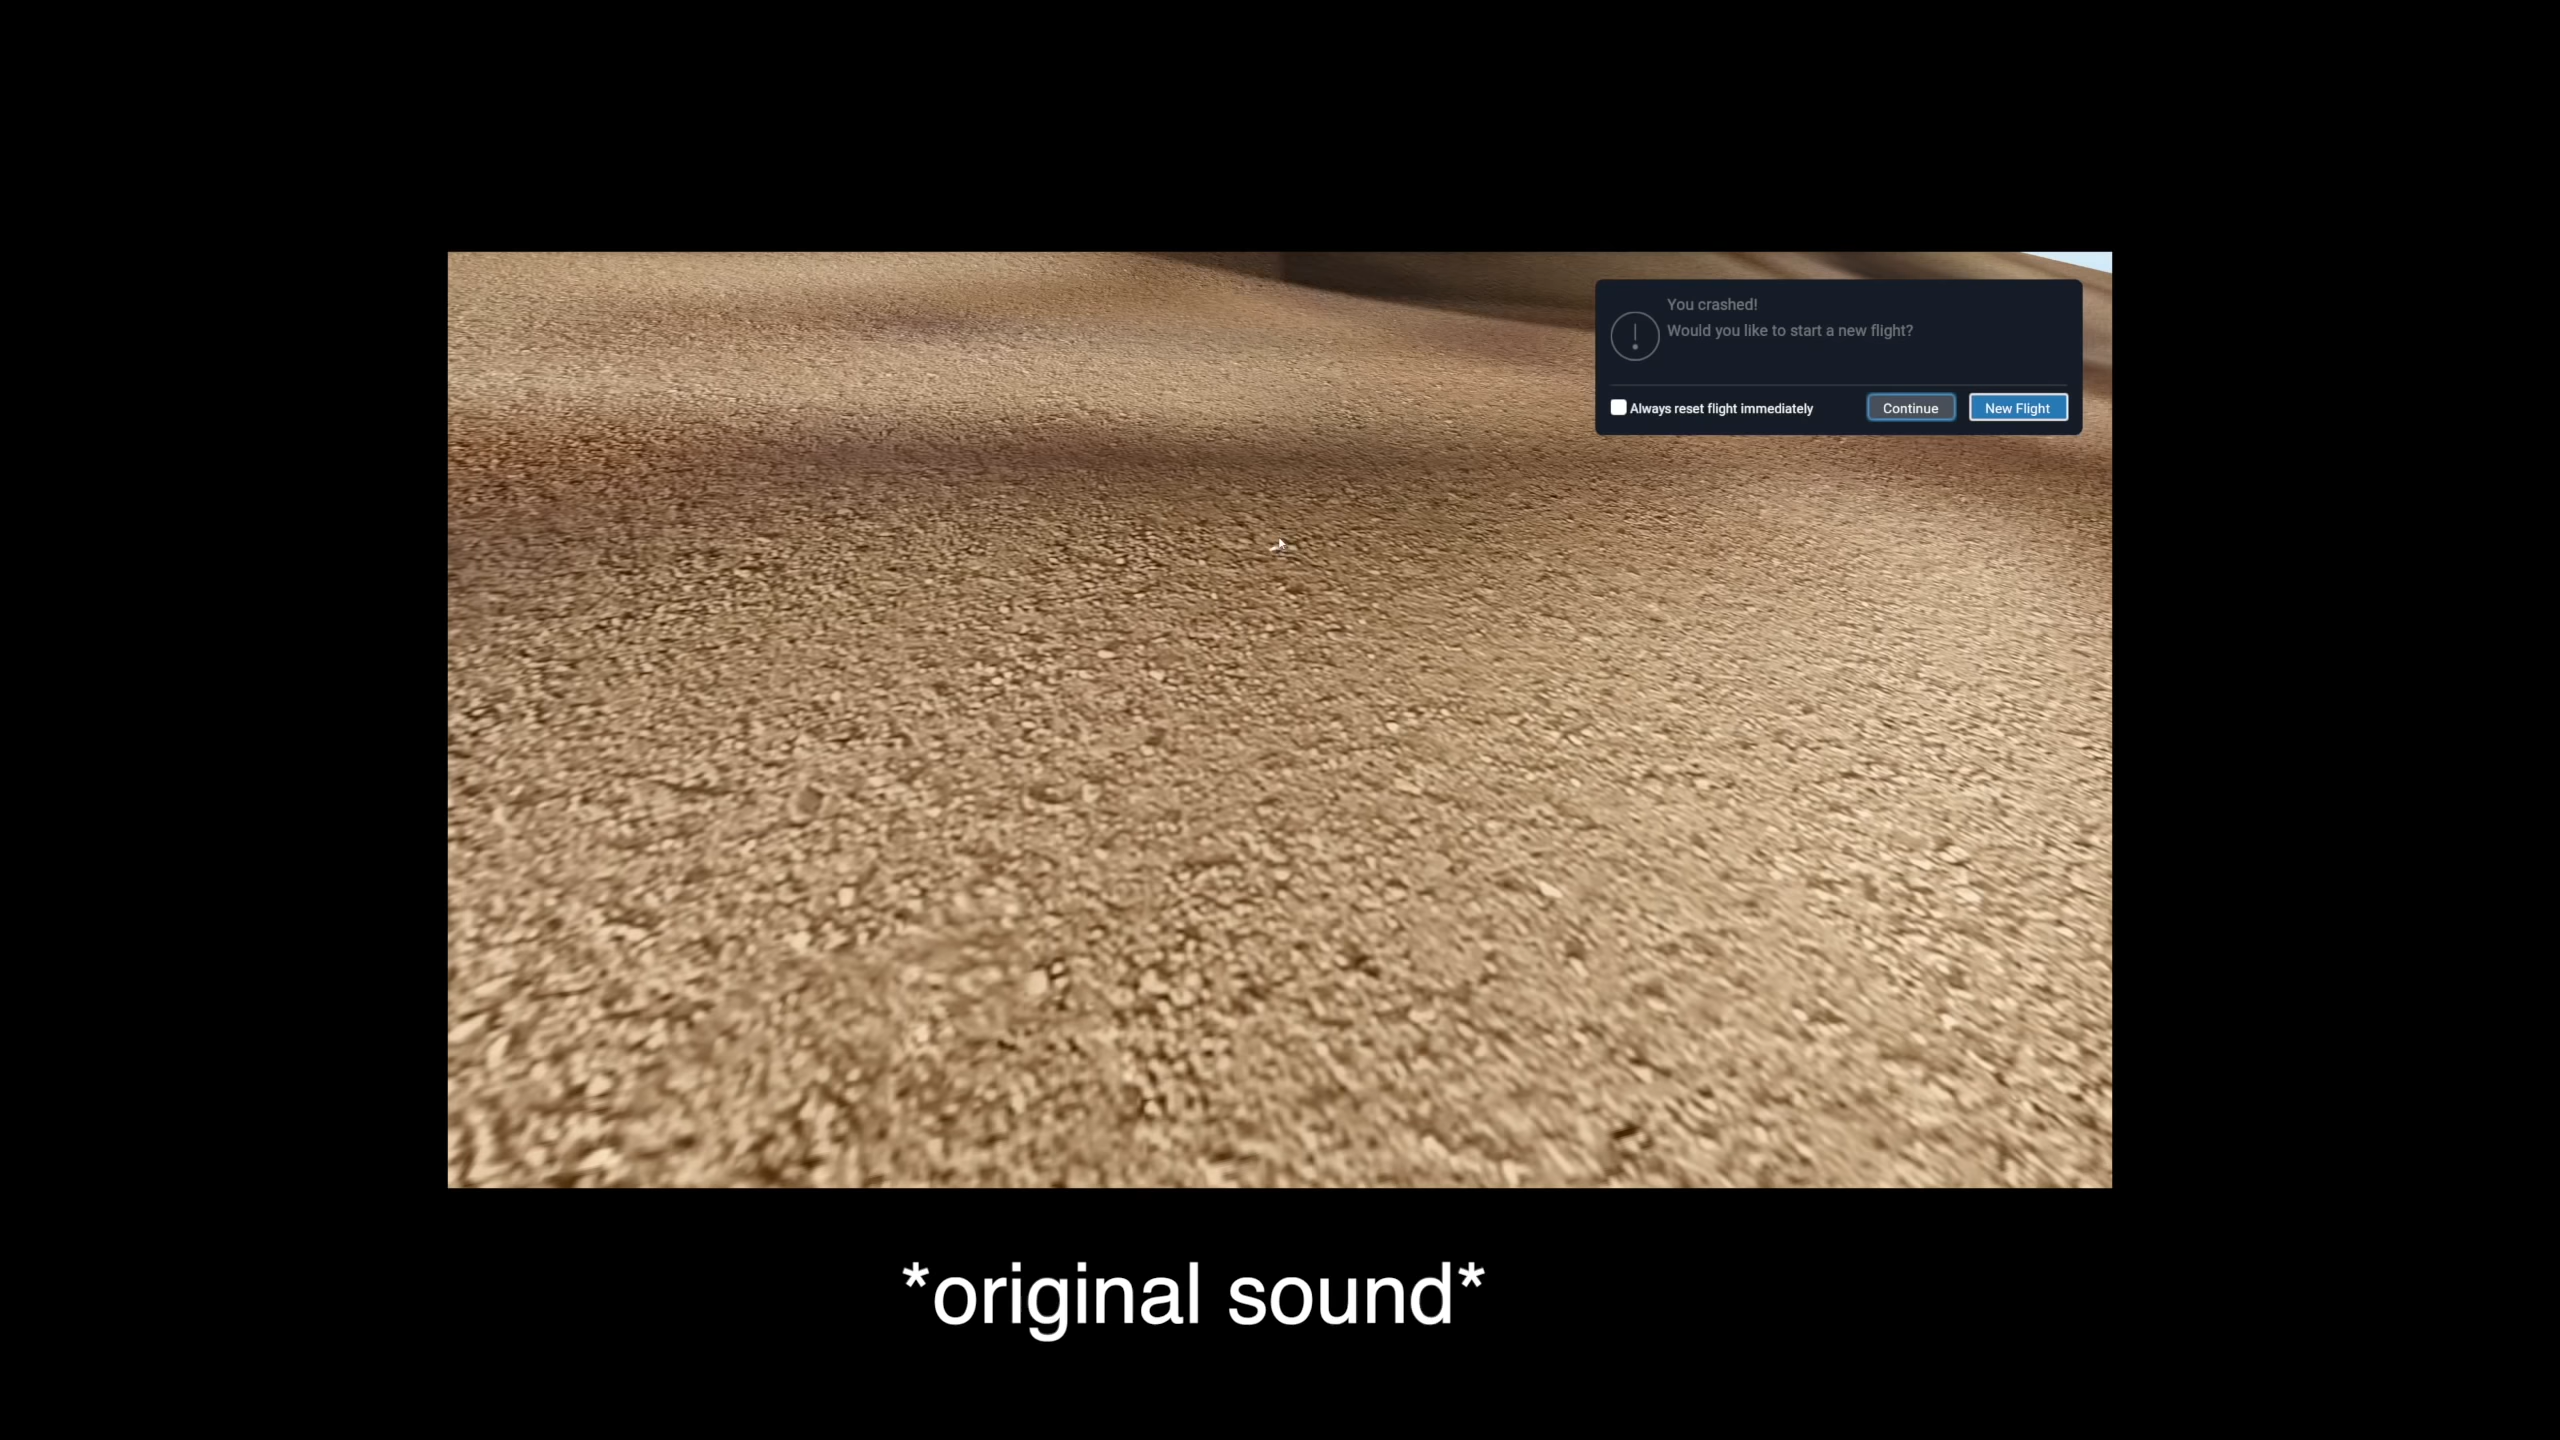 You crashed!
Would you like to start a new flight?
Always reset flight immediately
Continue
New Flight
*original sound*